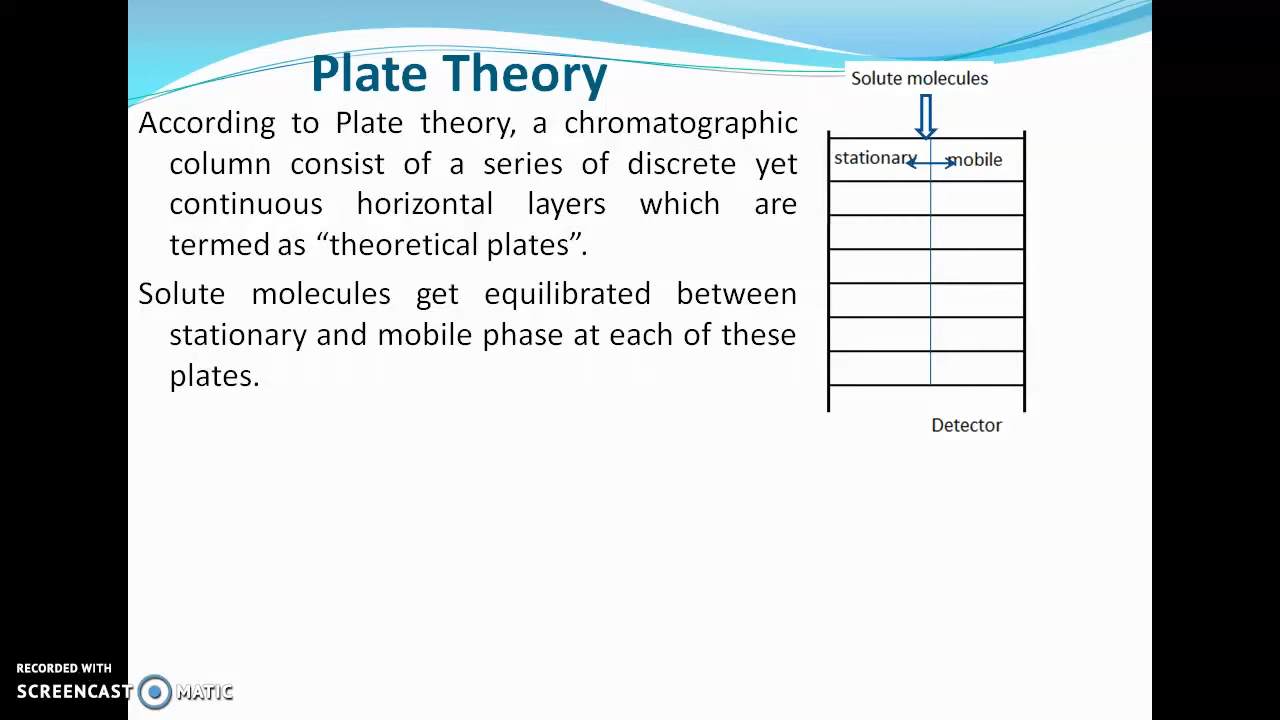 Plate Theory
According to Plate theory, a chromatographic
column consist of a series of discrete yet
continuous horizontal layers which are
termed as “theoretical plates”.
Solute molecules get equilibrated between
stationary and mobile phase at each of these
plates.
Solute molecules
stationary mobile
Detector
RECORDED WITH
SCREENCAST MATIC